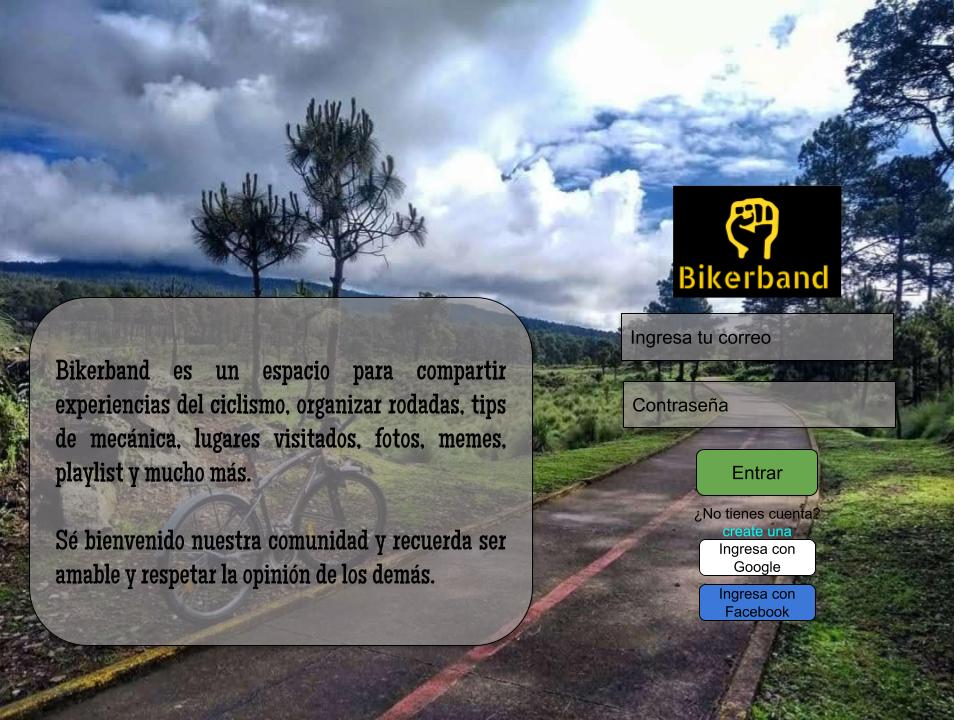 Bikerband
Bikerband es un espacio para compartir
experiencias del ciclismo, organizar rodadas, tips
de mecánica, lugares visitados, fotos, memes,
playlist y mucho más.
Sé bienvenido nuestra comunidad y recuerda ser
amable y respetar la opinión de los demás.
Ingresa tu correo
Contraseña
Entrar
¿No tienes cuenta?
create una
Ingresa con
Google
Ingresa con
Facebook